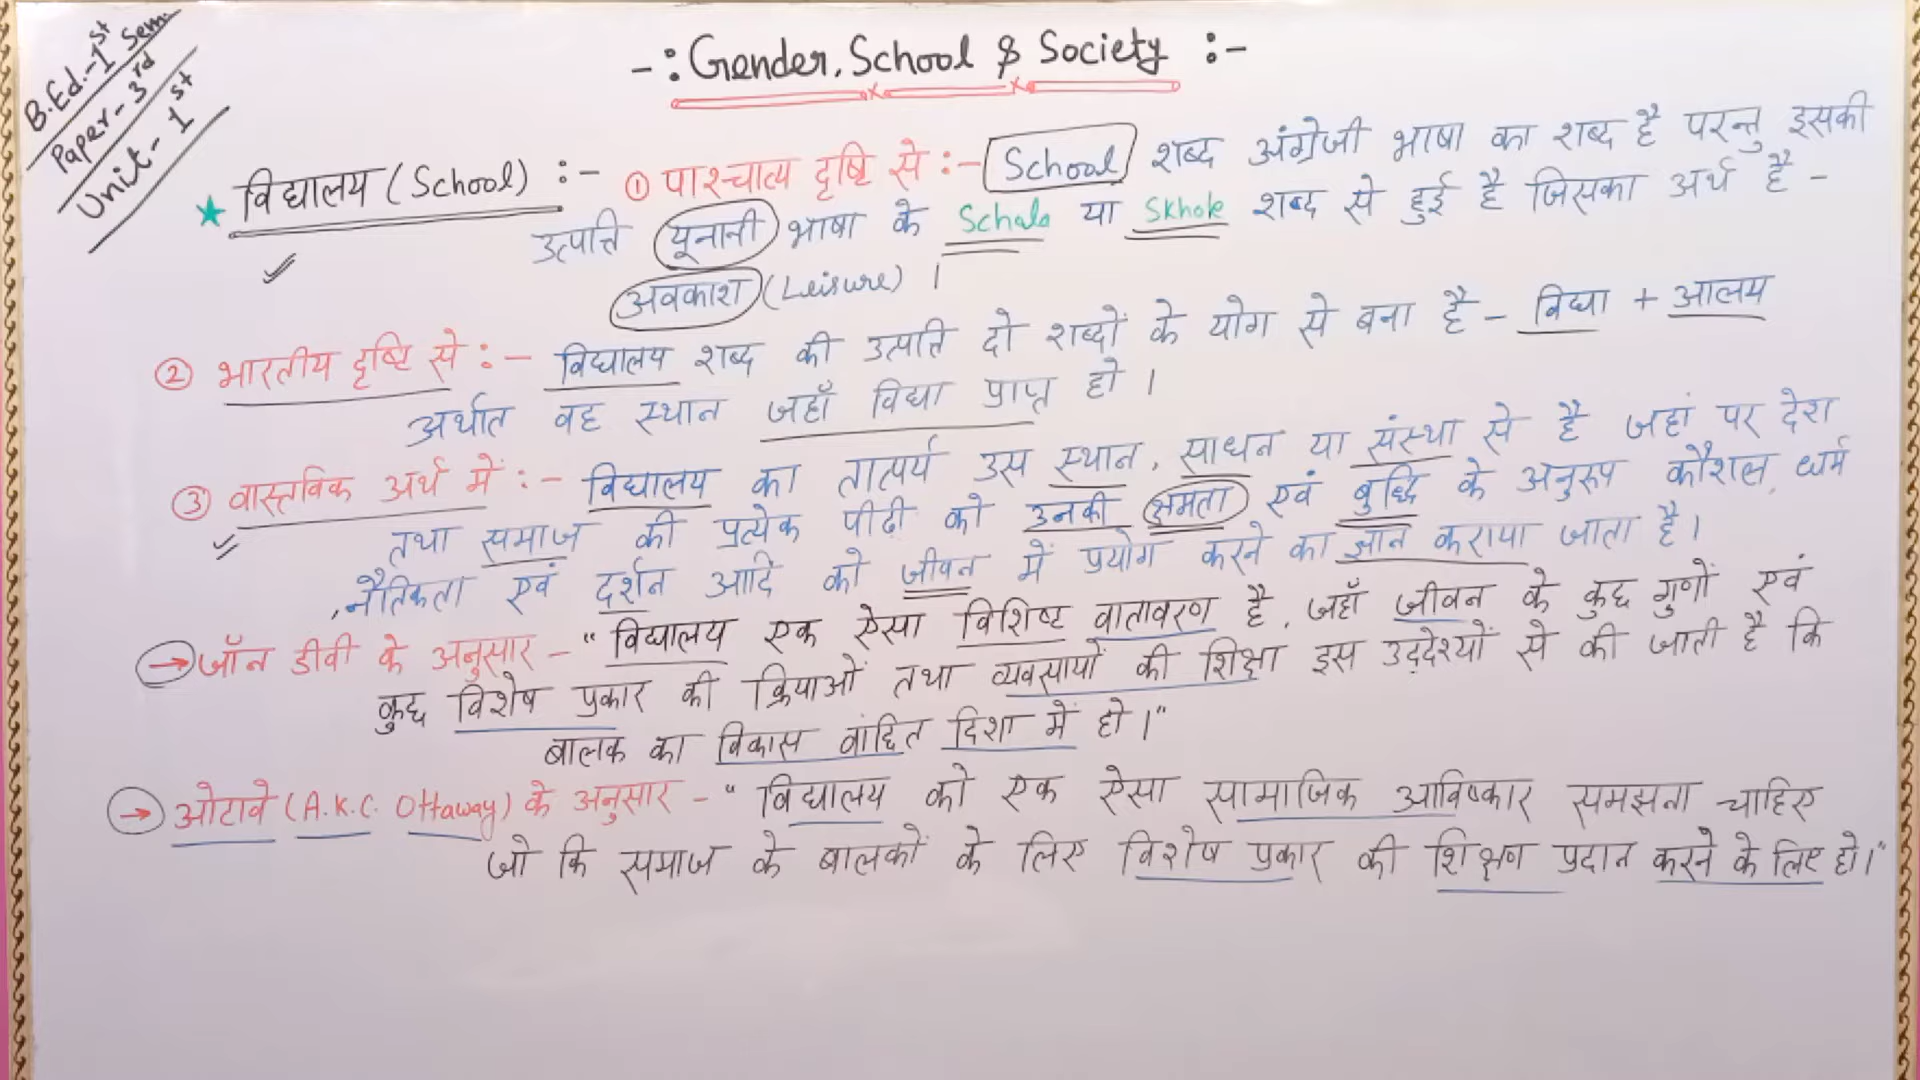 B.Ed.-1st Sem.
Paper-3rd
Unit-1st
-: Gender, School & Society :-
★ विद्यालय (School) :- ① पाश्चात्य दृष्टि से :- School शब्द अंग्रेजी भाषा का शब्द है परन्तु इसकी
उत्पत्ति यूनानी भाषा के Schola या Skhole शब्द से हुई है जिसका अर्थ है -
अवकाश (Leisure) ।
② भारतीय दृष्टि से :- विद्यालय शब्द की उत्पत्ति दो शब्दों के योग से बना है - विद्या + आलय
अर्थात वह स्थान जहाँ विद्या प्राप्त हो ।
③ वास्तविक अर्थ में :- विद्यालय का तात्पर्य उस स्थान, साधन या संस्था से है जहां पर देश
तथा समाज की प्रत्येक पीढ़ी को उनकी क्षमता एवं बुद्धि के अनुरूप कौशल, धर्म
,नैतिकता एवं दर्शन आदि को जीवन में प्रयोग करने का ज्ञान कराया जाता है।
→ जॉन डीवी के अनुसार - "विद्यालय एक ऐसा विशिष्ट वातावरण है, जहाँ जीवन के कुछ गुणों एवं
कुछ विशेष प्रकार की क्रियाओं तथा व्यवसायों की शिक्षा इस उद्देश्यों से की जाती है कि
बालक का विकास वांछित दिशा में हो।"
→ ओटावे (A.K.C. Ottaway) के अनुसार - "विद्यालय को एक ऐसा सामाजिक आविष्कार समझना चाहिए
जो कि समाज के बालकों के लिए विशेष प्रकार की शिक्षण प्रदान करने के लिए हो।"